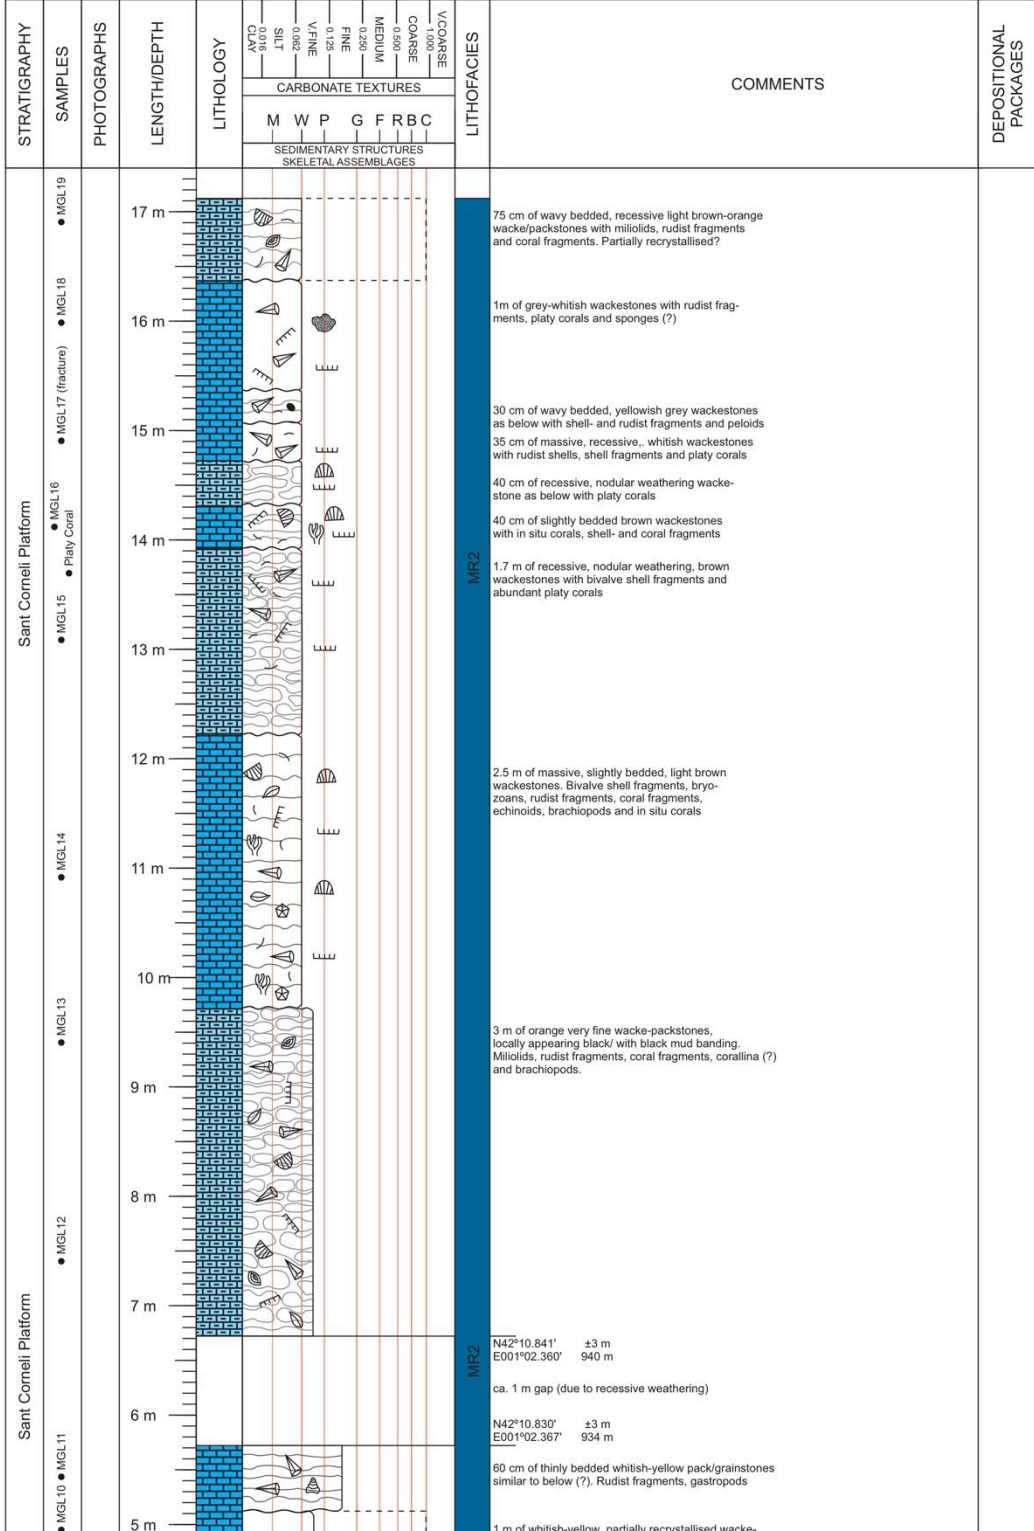 STRATIGRAPHY
SAMPLES
PHOTOGRAPHS
LENGTH/DEPTH
LITHOLOGY
CLAY
0.016
SILT
0.062
V.FINE
0.125
FINE
0.250
MEDIUM
0.500
COARSE
1.000
V.COARSE
CARBONATE TEXTURES
M W P G F R B C
SEDIMENTARY STRUCTURES
SKELETAL ASSEMBLAGES
LITHOFACIES
COMMENTS
DEPOSITIONAL
PACKAGES
MGL19
17 m
75 cm of wavy bedded, recessive light brown-orange
wacke/packstones with miliolids, rudist fragments
and coral fragments. Partially recrystallised?
MGL18
16 m
1m of grey-whitish wackestones with rudist frag-
ments, platy corals and sponges (?)
MGL17 (fracture)
15 m
30 cm of wavy bedded, yellowish grey wackestones
as below with shell- and rudist fragments and peloids
35 cm of massive, recessive,. whitish wackestones
with rudist shells, shell fragments and platy corals
MGL16
Platy Coral
40 cm of recessive, nodular weathering wacke-
stone as below with platy corals
14 m
40 cm of slightly bedded brown wackestones
with in situ corals, shell- and coral fragments
Sant Corneli Platform
MR2
MGL15
1.7 m of recessive, nodular weathering, brown
wackestones with bivalve shell fragments and
abundant platy corals
13 m
12 m
2.5 m of massive, slightly bedded, light brown
wackestones. Bivalve shell fragments, bryo-
zoans, rudist fragments, coral fragments,
echinoids, brachiopods and in situ corals
MGL14
11 m
10 m
MGL13
3 m of orange very fine wacke-packstones,
locally appearing black/ with black mud banding.
Miliolids, rudist fragments, coral fragments, corallina (?)
and brachiopods.
9 m
8 m
MGL12
7 m
Sant Corneli Platform
MR2
N42º10.841' ±3 m
E001º02.360' 940 m
ca. 1 m gap (due to recessive weathering)
6 m
N42º10.830' ±3 m
E001º02.367' 934 m
MGL11
60 cm of thinly bedded whitish-yellow pack/grainstones
similar to below (?). Rudist fragments, gastropods
MGL10
5 m
1 m of whitish-yellow, partially recrystallised wacke-